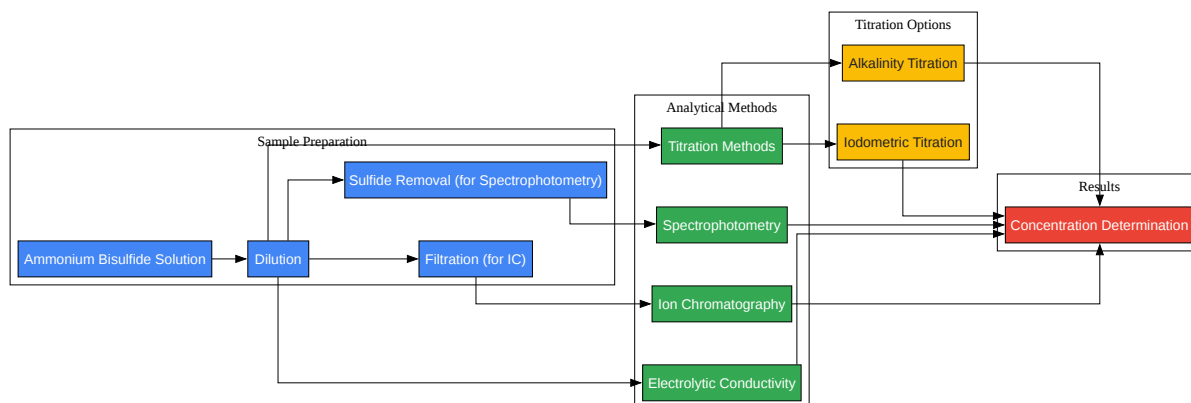 Titration Options
Alkalinity Titration
Analytical Methods
Sample Preparation
Titration Methods
Iodometric Titration
Sulfide Removal (for Spectrophotometry)
Results
Spectrophotometry
Concentration Determination
Ammonium Bisulfide Solution
Dilution
Filtration (for IC)
Ion Chromatography
Electrolytic Conductivity